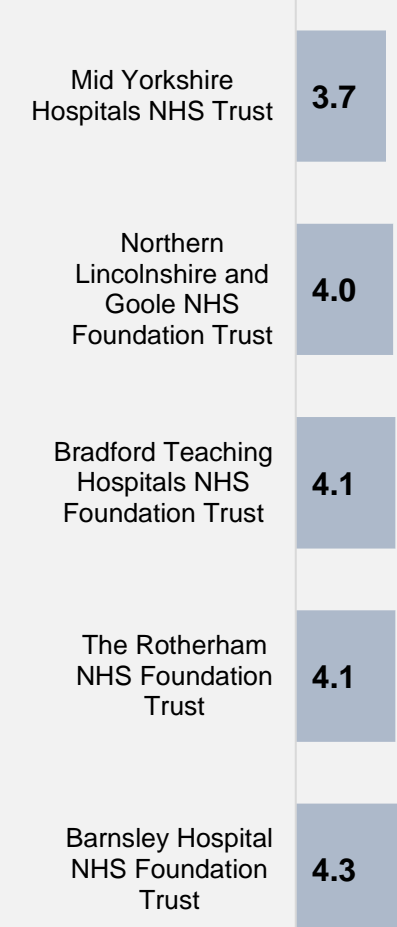 Mid Yorkshire
Hospitals NHS Trust
3.7
Northern
Lincolnshire and
Goole NHS
Foundation Trust
4.0
Bradford Teaching
Hospitals NHS
Foundation Trust
4.1
The Rotherham
NHS Foundation
Trust
4.1
Barnsley Hospital
NHS Foundation
Trust
4.3